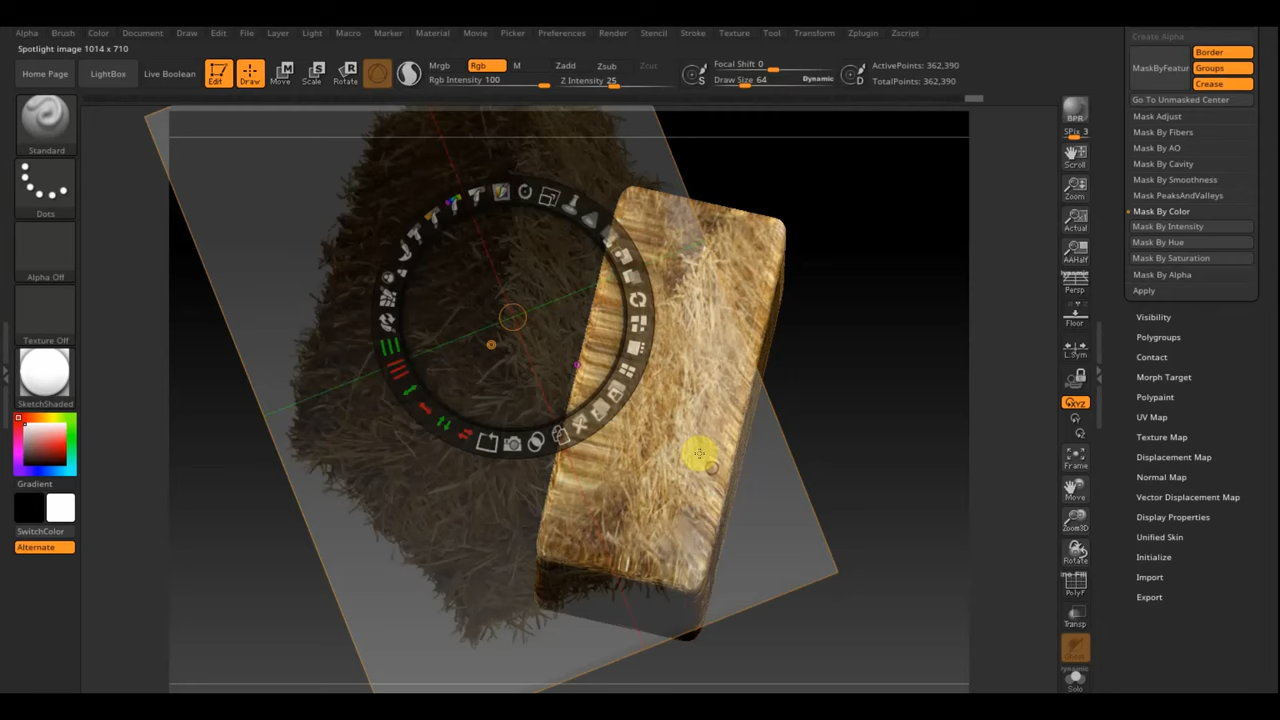 Alpha Brush Color Document Draw Edit File Layer Light Macro Marker Material Movie Picker Preferences Render Stencil Stroke Texture Tool Transform Zplugin Zscript
Spotlight image 1014 x 710
Home Page
LightBox
Live Boolean
Edit
Draw
Move
Scale
Rotate
Mrgb
Rgb
M
Rgb Intensity 100
Zadd
Zsub
Zcut
Z Intensity 25
S
Focal Shift 0
Draw Size 64
Dynamic
D
ActivePoints: 362,390
TotalPoints: 362,390
Standard
Dots
Alpha Off
Texture Off
SketchShaded
Gradient
SwitchColor
Alternate
BPR
SPix 3
Scroll
Zoom
Actual
AAHalf
Persp
Floor
L.Sym
XYZ
Frame
Move
Zoom3D
Rotate
PolyF
Transp
Solo
Create Alpha
MaskByFeatur
Border
Groups
Crease
Go To Unmasked Center
Mask Adjust
Mask By Fibers
Mask By AO
Mask By Cavity
Mask By Smoothness
Mask PeaksAndValleys
Mask By Color
Mask By Intensity
Mask By Hue
Mask By Saturation
Mask By Alpha
Apply
Visibility
Polygroups
Contact
Morph Target
Polypaint
UV Map
Texture Map
Displacement Map
Normal Map
Vector Displacement Map
Display Properties
Unified Skin
Initialize
Import
Export